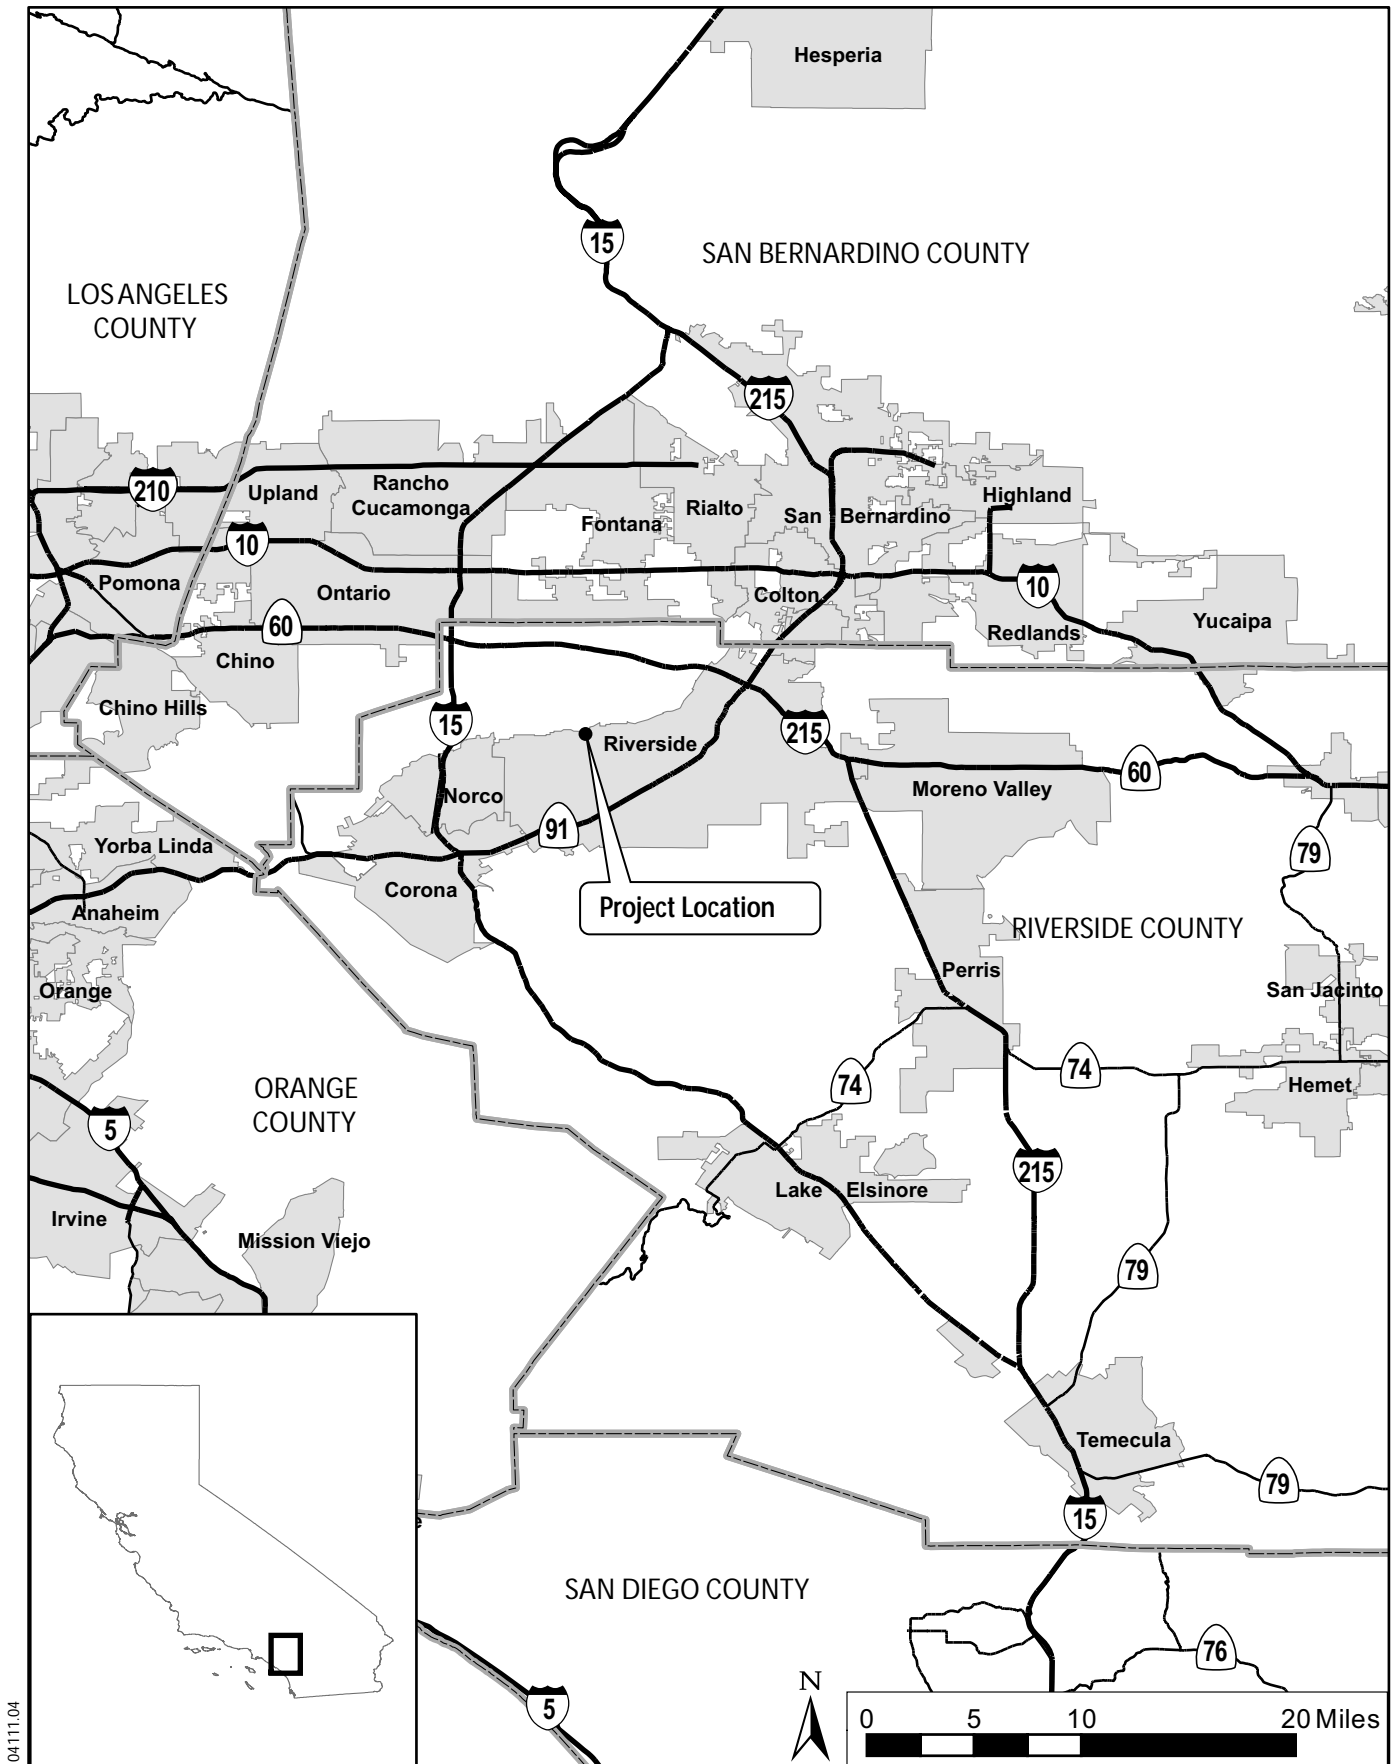 Hesperia
15
SAN BERNARDINO COUNTY
LOS ANGELES
COUNTY
215
210
Upland
Rancho
Cucamonga
Fontana
Rialto
San Bernardino
Highland
10
Pomona
Ontario
Colton
10
60
Redlands
Yucaipa
Chino
Chino Hills
15
Riverside
215
60
Norco
Moreno Valley
91
79
Yorba Linda
Corona
Project Location
Anaheim
RIVERSIDE COUNTY
Perris
Orange
San Jacinto
74
74
Hemet
ORANGE
COUNTY
5
215
Lake Elsinore
Irvine
Mission Viejo
79
Temecula
79
15
SAN DIEGO COUNTY
76
5
N
0 5 10 20 Miles
04111.04